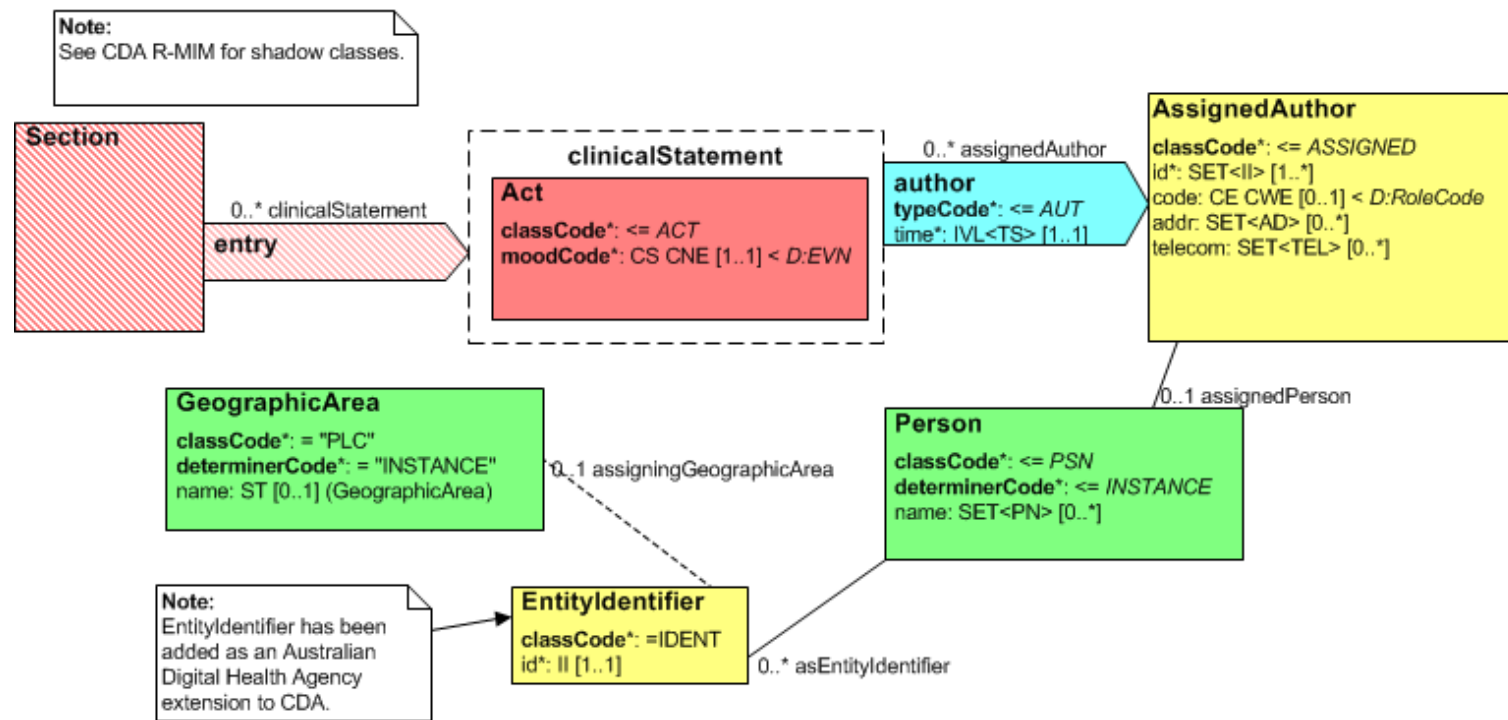 Note:
See CDA R-MIM for shadow classes.
Section
0..* clinicalStatement
entry
clinicalStatement
Act
classCode*: <= ACT
moodCode*: CS CNE [1..1] < D:EVN
0..* assignedAuthor
author
typeCode*: <= AUT
time*: IVL<TS> [1..1]
AssignedAuthor
classCode*: <= ASSIGNED
id*: SET<II> [1..*]
code: CE CWE [0..1] < D:RoleCode
addr: SET<AD> [0..*]
telecom: SET<TEL> [0..*]
0..1 assignedPerson
Person
classCode*: <= PSN
determinerCode*: <= INSTANCE
name: SET<PN> [0..*]
GeographicArea
classCode*: = "PLC"
determinerCode*: = "INSTANCE"
name: ST [0..1] (GeographicArea)
0..1 assigningGeographicArea
Note:
EntityIdentifier has been
added as an Australian
Digital Health Agency
extension to CDA.
EntityIdentifier
classCode*: =IDENT
id*: II [1..1]
0..* asEntityIdentifier